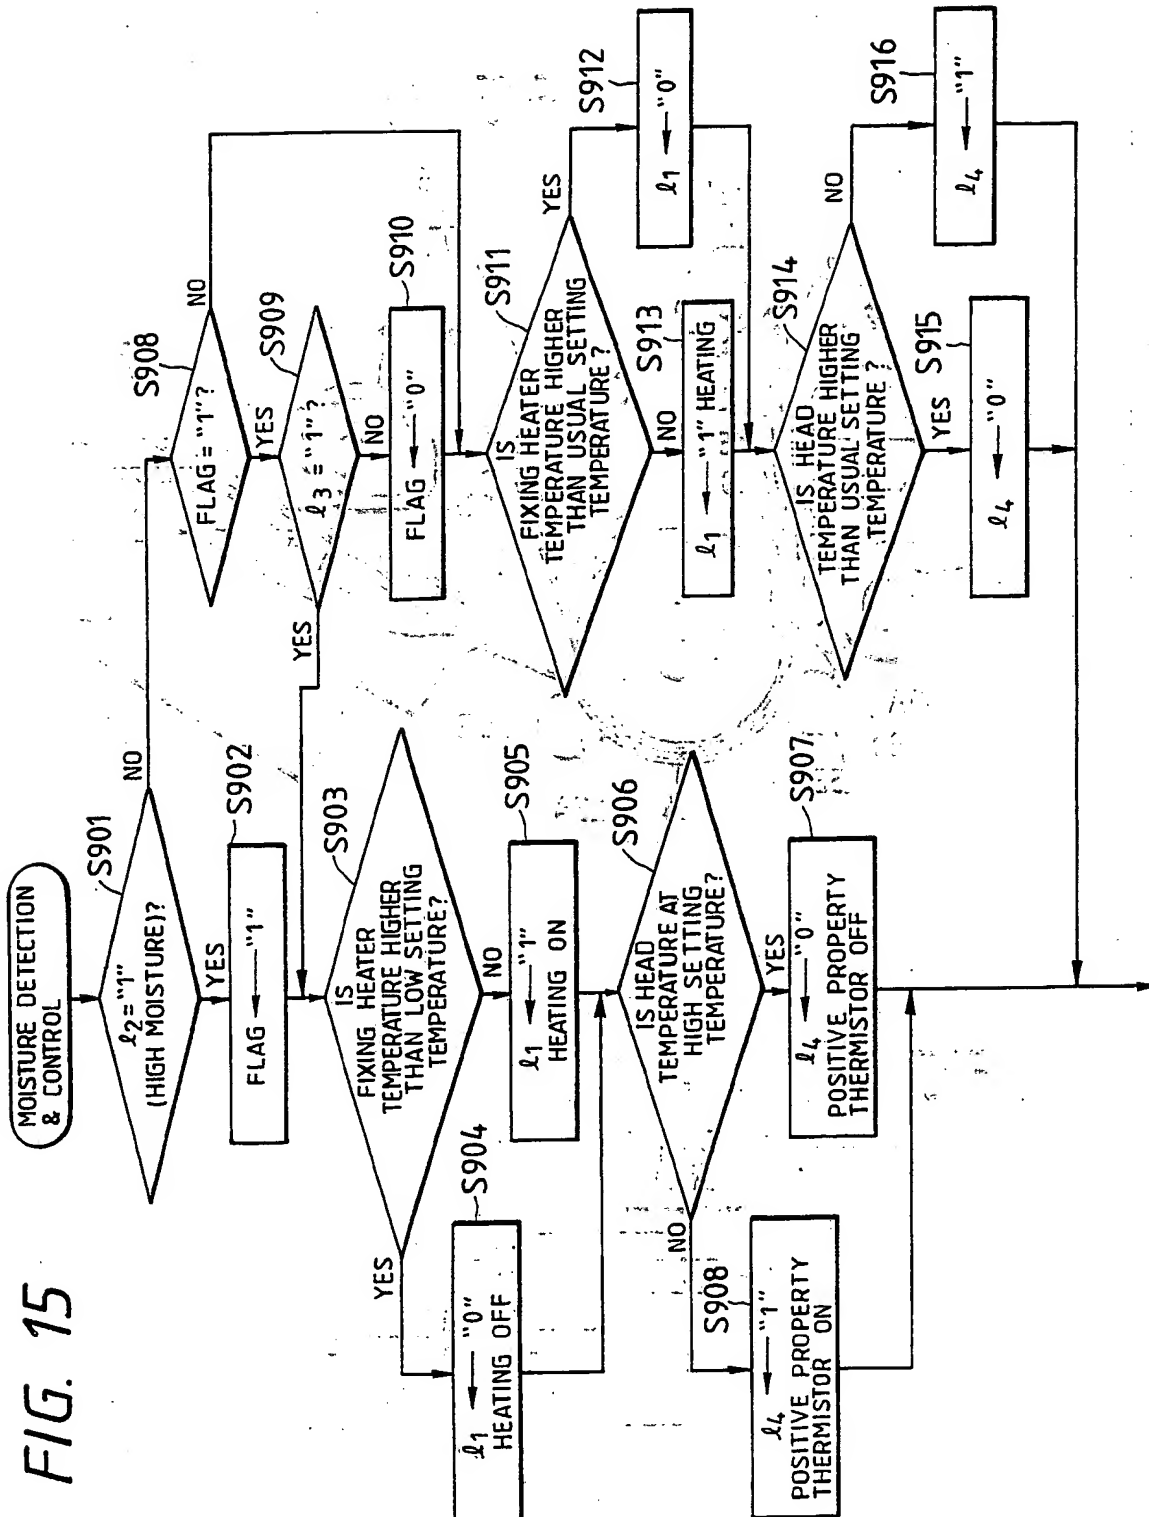 FIG. 15
MOISTURE DETECTION
& CONTROL
S901
ℓ2="1"
(HIGH MOISTURE)?
NO
YES
S902
FLAG ← "1"
S903
IS
FIXING HEATER
TEMPERATURE HIGHER
THAN LOW SETTING
TEMPERATURE?
YES
NO
S904
ℓ1 ← "0"
HEATING OFF
S905
ℓ1 ← "1"
HEATING ON
S906
IS HEAD
TEMPERATURE AT
HIGH SETTING
TEMPERATURE?
NO
YES
S908
ℓ4 ← "1"
POSITIVE PROPERTY
THERMISTOR ON
S907
ℓ4 ← "0"
POSITIVE PROPERTY
THERMISTOR OFF
S908
FLAG = "1"?
NO
YES
S909
ℓ3 = "1"?
YES
NO
S910
FLAG ← "0"
S911
IS
FIXING HEATER
TEMPERATURE HIGHER
THAN USUAL SETTING
TEMPERATURE?
YES
NO
S912
ℓ1 ← "0"
S913
ℓ1 ← "1" HEATING
S914
IS HEAD
TEMPERATURE HIGHER
THAN USUAL SETTING
TEMPERATURE?
NO
YES
S915
ℓ4 ← "0"
S916
ℓ4 ← "1"